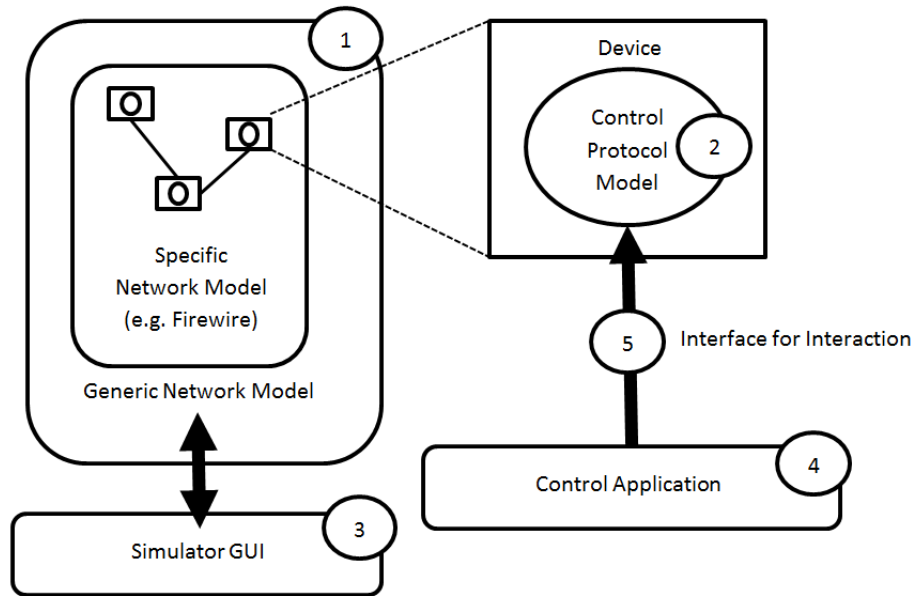 1
Specific
Network Model
(e.g. Firewire)
Generic Network Model
3
Simulator GUI
Device
Control
Protocol
Model
2
5
Interface for Interaction
4
Control Application